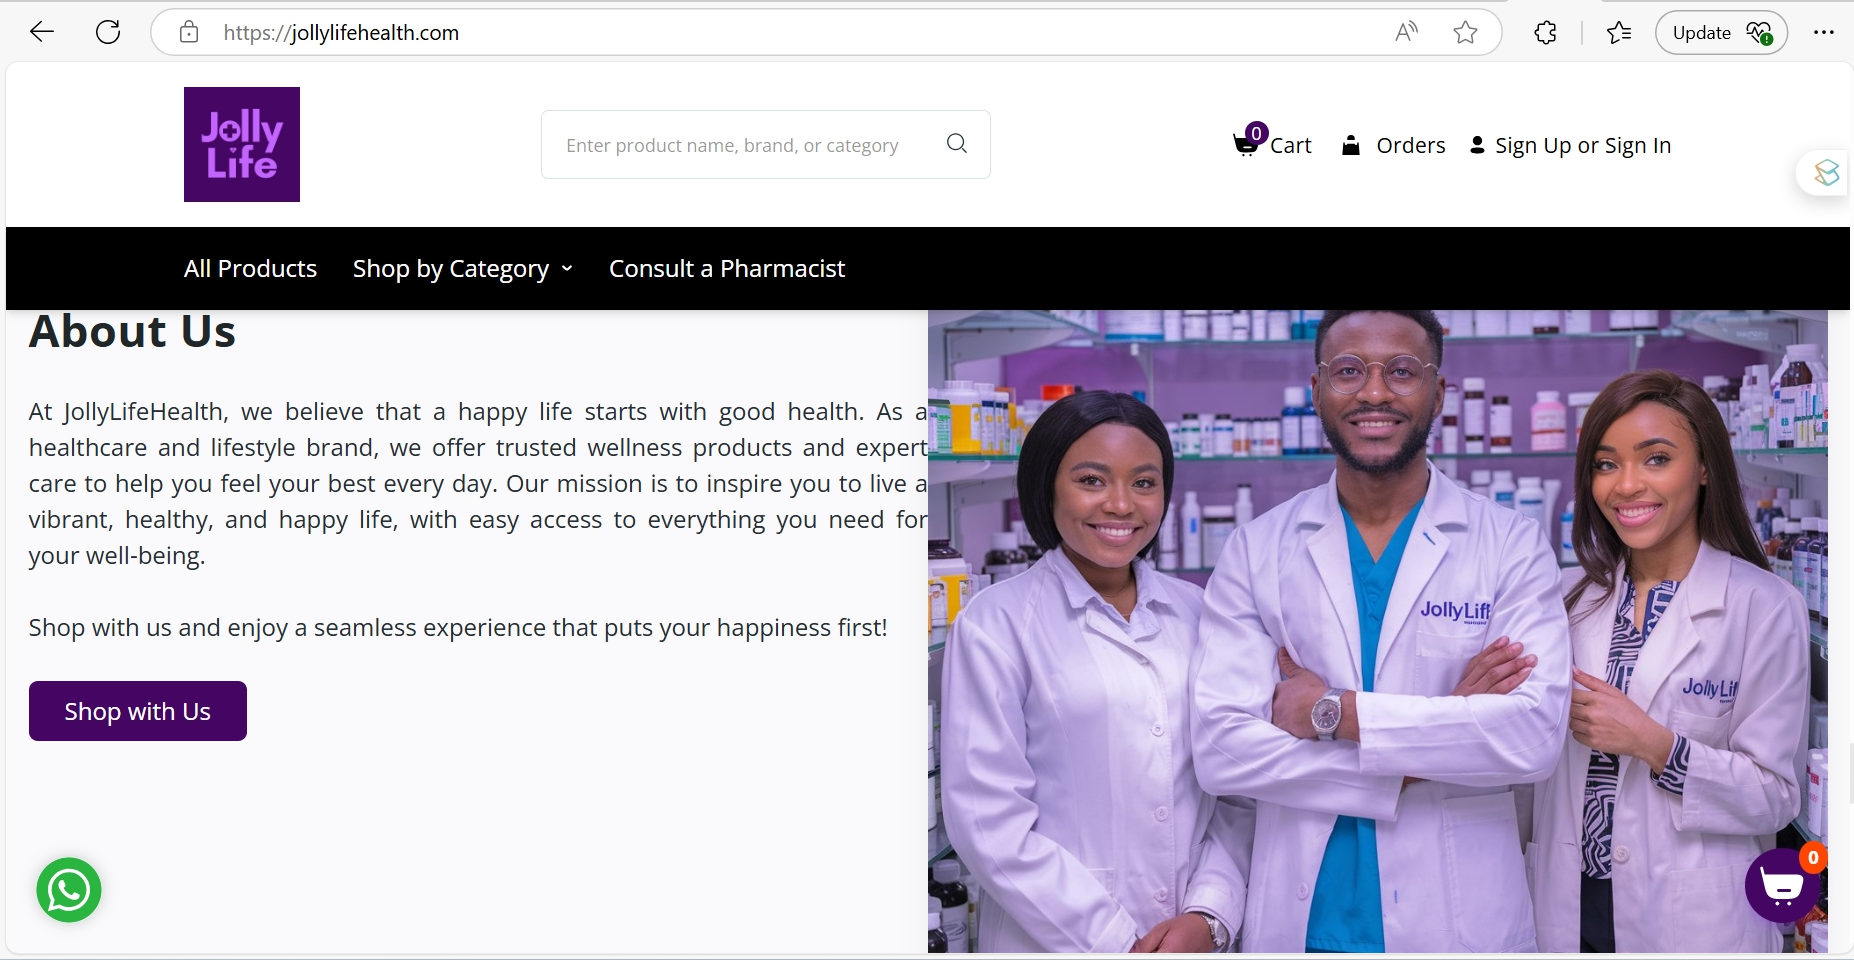 https://jollylifehealth.com
Update
Jolly
Life
Enter product name, brand, or category
0
Cart
Orders
Sign Up or Sign In
All Products
Shop by Category
Consult a Pharmacist
About Us
At JollyLifeHealth, we believe that a happy life starts with good health. As a
healthcare and lifestyle brand, we offer trusted wellness products and expert
care to help you feel your best every day. Our mission is to inspire you to live a
vibrant, healthy, and happy life, with easy access to everything you need for
your well-being.
Shop with us and enjoy a seamless experience that puts your happiness first!
Shop with Us
JollyLif
Jolly Lif
0